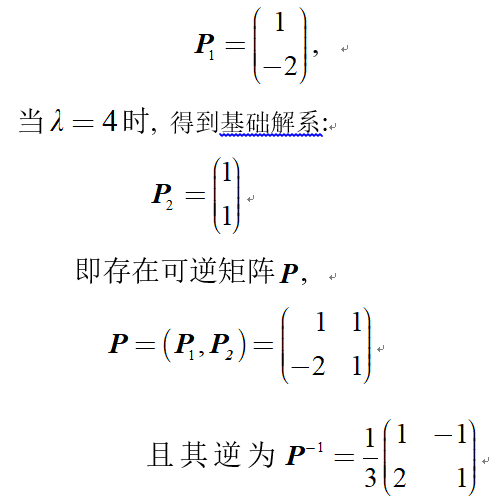 P₁ = (1 -2),
当 λ = 4 时, 得到基础解系:
P₂ = (1 1)
即存在可逆矩阵 P,
P = (P₁, P₂) = (1 1 -2 1)
且其逆为 P⁻¹ = 1/3 (1 -1 2 1)